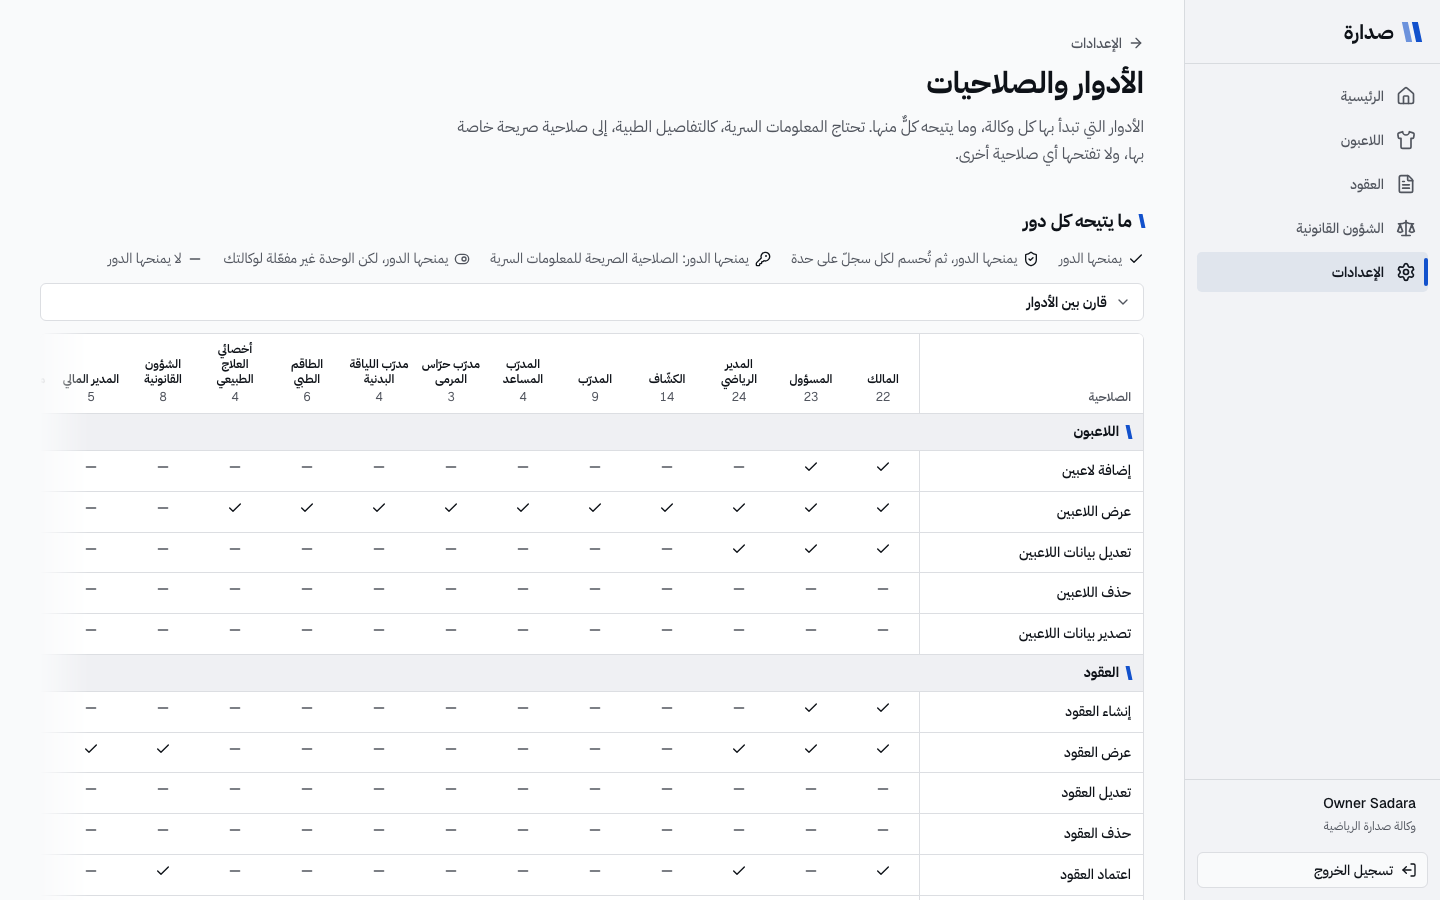 صدارة
الرئيسية
اللاعبون
العقود
الشؤون القانونية
الإعدادات
Owner Sadara
وكالة صدارة الرياضية
تسجيل الخروج
الإعدادات
الأدوار والصلاحيات
الأدوار التي تبدأ بها كل وكالة، وما يتيحه كلٌّ منها. تحتاج المعلومات السرية، كالتفاصيل الطبية، إلى صلاحية صريحة خاصة
بها، ولا تفتحها أي صلاحية أخرى.
ما يتيحه كل دور
يمنحها الدور
يمنحها الدور، ثم تُحسم لكل سجلّ على حدة
يمنحها الدور: الصلاحية الصريحة للمعلومات السرية
يمنحها الدور، لكن الوحدة غير مفعّلة لوكالتك
— لا يمنحها الدور
قارن بين الأدوار
الصلاحية
المالك 22
المسؤول 23
المدير الرياضي 24
الكشّاف 14
المدرّب 9
المدرّب المساعد 4
مدرّب حرّاس المرمى 3
مدرّب اللياقة البدنية 4
الطاقم الطبي 6
أخصائي العلاج الطبيعي 4
الشؤون القانونية 8
المدير المالي 5
اللاعبون
إضافة لاعبين ✓ ✓ — — — — — — — — — —
عرض اللاعبين ✓ ✓ ✓ ✓ ✓ ✓ ✓ ✓ ✓ ✓ — —
تعديل بيانات اللاعبين ✓ ✓ ✓ — — — — — — — — —
حذف اللاعبين — — — — — — — — — — — —
تصدير بيانات اللاعبين — — — — — — — — — — — —
العقود
إنشاء العقود ✓ ✓ — — — — — — — — — —
عرض العقود ✓ ✓ ✓ — — — — — — — ✓ ✓
تعديل العقود — — — — — — — — — — — —
حذف العقود — — — — — — — — — — — —
اعتماد العقود ✓ — ✓ — — — — — — — ✓ —